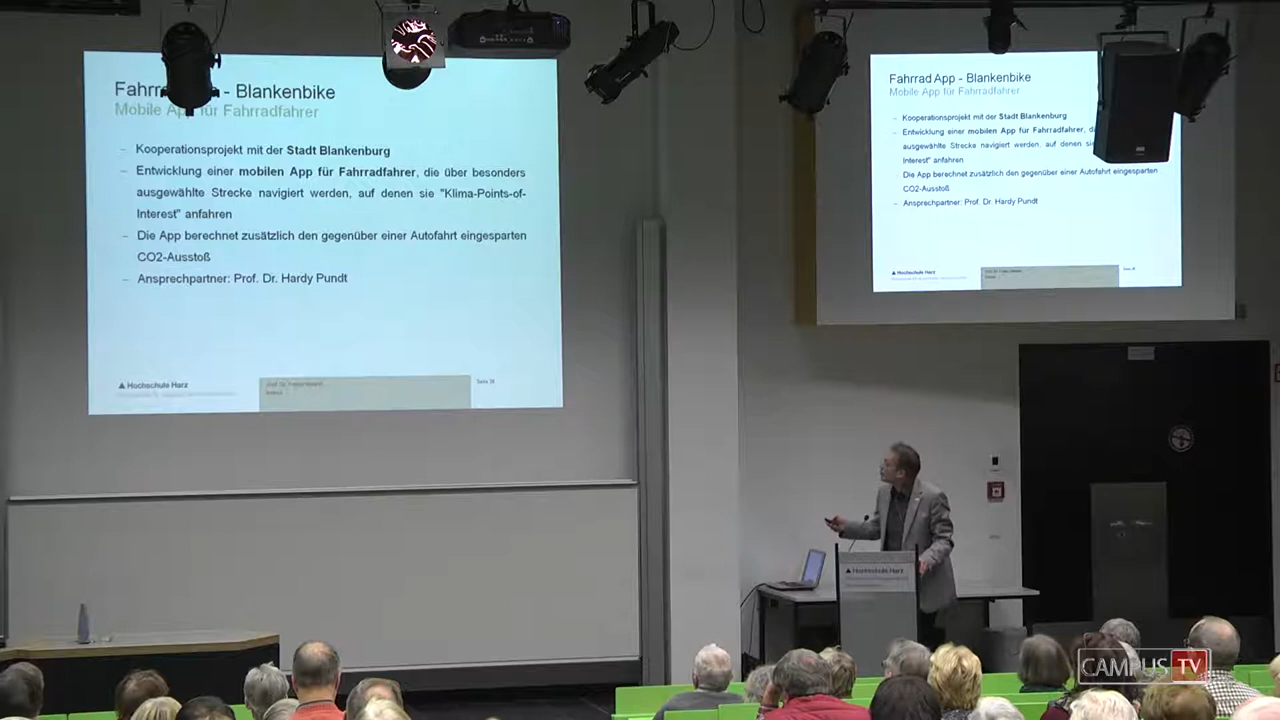 Fahrr - Blankenbike
Mobile App für Fahrradfahrer
– Kooperationsprojekt mit der Stadt Blankenburg
– Entwicklung einer mobilen App für Fahrradfahrer, die über besonders
ausgewählte Strecke navigiert werden, auf denen sie "Klima-Points-of-
Interest" anfahren
– Die App berechnet zusätzlich den gegenüber einer Autofahrt eingesparten
CO2-Ausstoß
– Ansprechpartner: Prof. Dr. Hardy Pundt
Hochschule Harz
Fahrrad App - Blankenbike
Mobile App für Fahrradfahrer
– Kooperationsprojekt mit der Stadt Blankenburg
– Entwicklung einer mobilen App für Fahrradfahrer,
ausgewählte Strecke navigiert werden, auf denen
Interest" anfahren
Die App berechnet zusätzlich den gegenüber einer Autofahrt eingesparten
CO2-Ausstoß
– Ansprechpartner: Prof. Dr. Hardy Pundt
Hochschule Harz
Hochschule Harz
CAMPUS TV